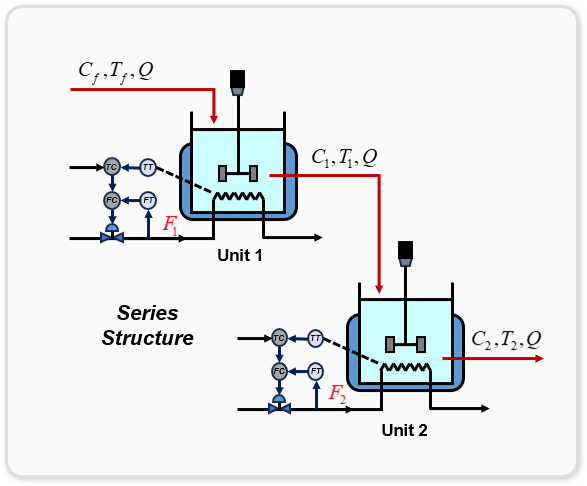 C_f, T_f, Q
C_1, T_1, Q
TC
TT
FC
FT
F_1
Unit 1
Series
Structure
TC
TT
C_2, T_2, Q
FC
FT
F_2
Unit 2